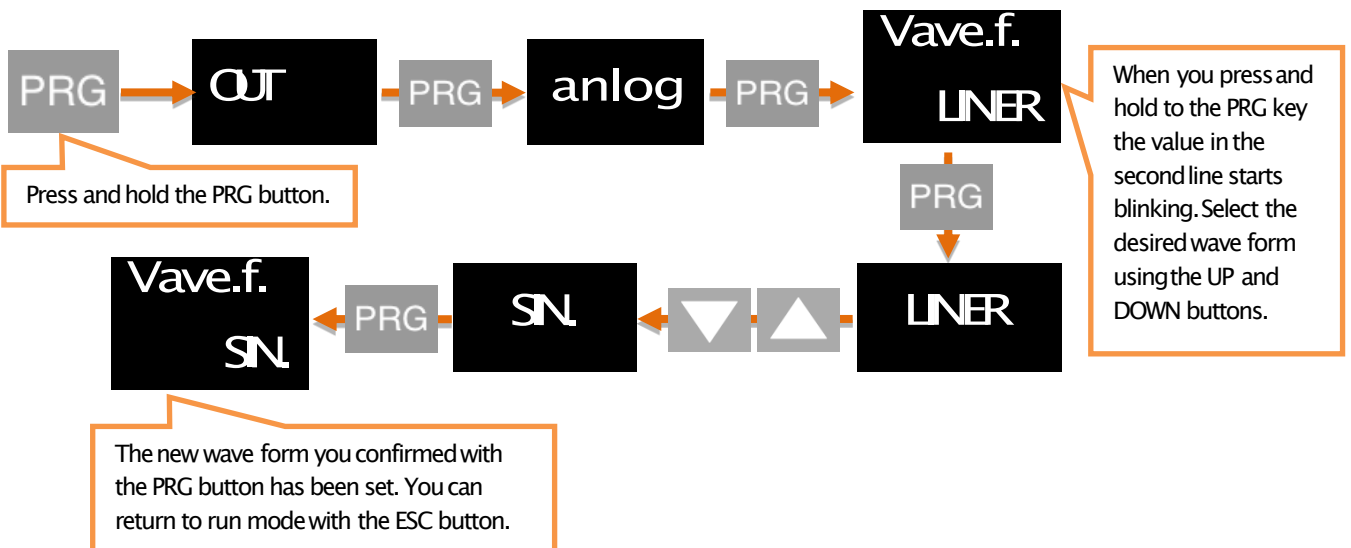 PRG
OUT
PRG
anlog
PRG
Vave.f.
LINER
When you press and
hold to the PRG key
the value in the
second line starts
blinking. Select the
desired wave form
using the UP and
DOWN buttons.
Press and hold the PRG button.
PRG
Vave.f.
SIN.
PRG
SIN.
LINER
The new wave form you confirmed with
the PRG button has been set. You can
return to run mode with the ESC button.